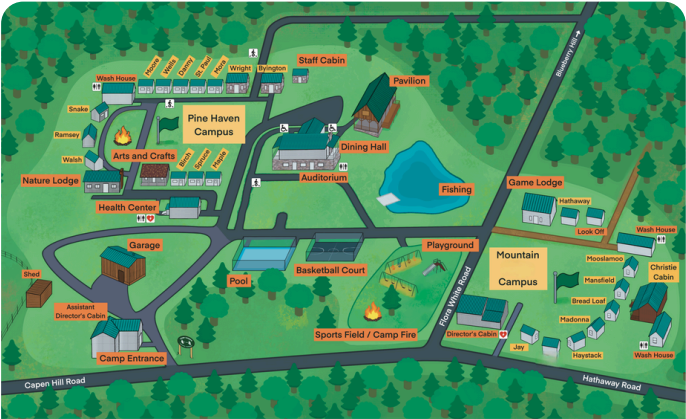 Blueberry Hill
Staff Cabin
Moore
Wells
Danny
St. Paul
Mora
Wright
Byington
Wash House
Pavilion
Snake
Pine Haven
Campus
Ramsey
Dining Hall
Walsh
Arts and Crafts
Birch
Spruce
Maple
Auditorium
Nature Lodge
Fishing
Game Lodge
Health Center
Hathaway
Look Off
Wash House
Garage
Playground
Mountain
Campus
Mooslamoo
Christie
Cabin
Basketball Court
Pool
Shed
Mansfield
Bread Loaf
Assistant
Director's Cabin
Flora White Road
Madonna
Sports Field / Camp Fire
Director's Cabin
Jay
Haystack
Wash House
Camp Entrance
Capen Hill Road
Hathaway Road